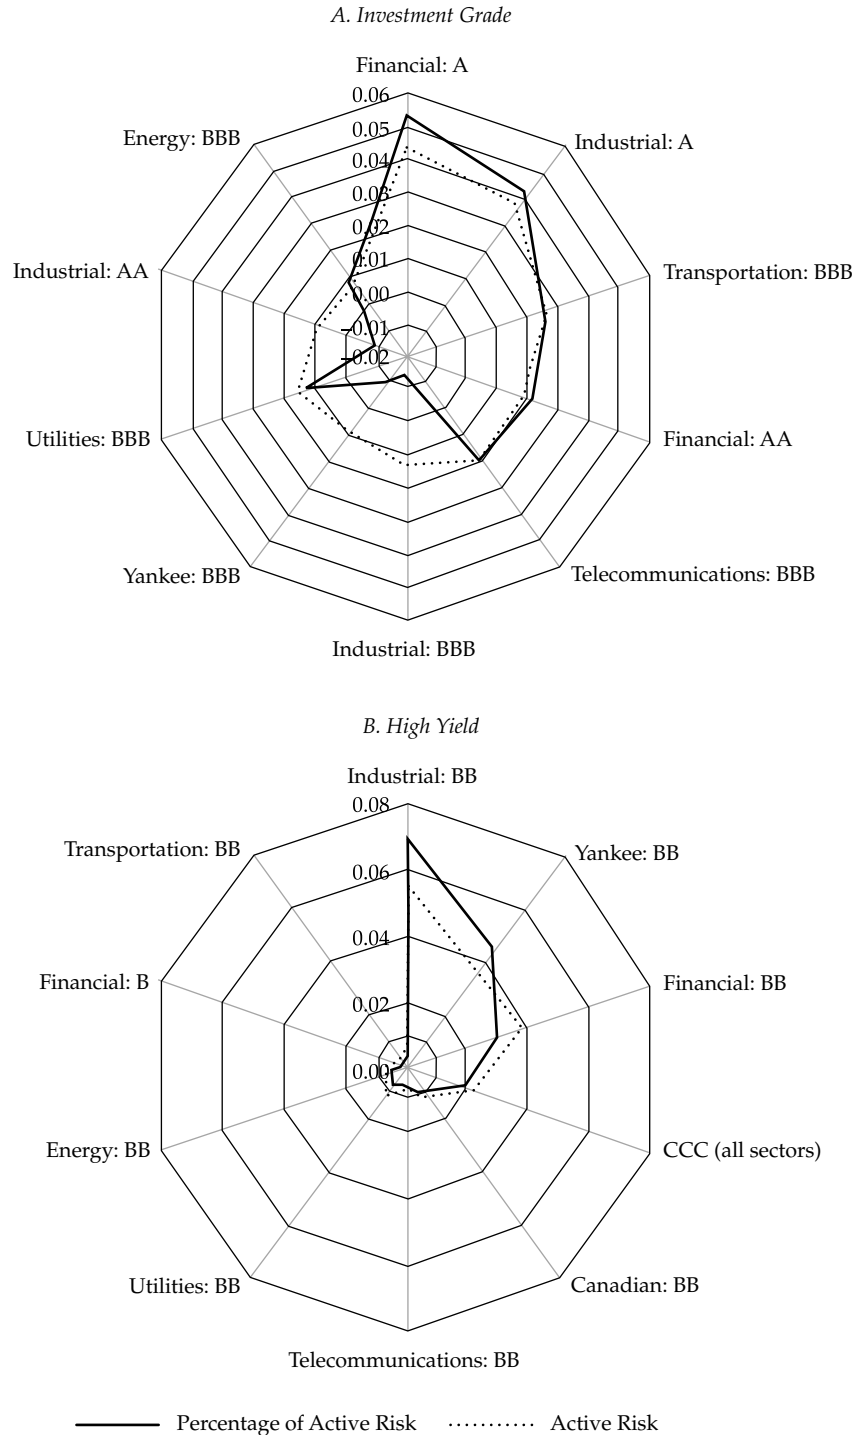 A. Investment Grade
Financial: A
0.06
Energy: BBB
0.05
Industrial: A
0.04
0.03
0.02
Industrial: AA
Transportation: BBB
0.01
0.00
−0.01
−0.02
Utilities: BBB
Financial: AA
Yankee: BBB
Telecommunications: BBB
Industrial: BBB
B. High Yield
Industrial: BB
0.08
Transportation: BB
Yankee: BB
0.06
0.04
Financial: B
Financial: BB
0.02
0.00
Energy: BB
CCC (all sectors)
Utilities: BB
Canadian: BB
Telecommunications: BB
Percentage of Active Risk
Active Risk